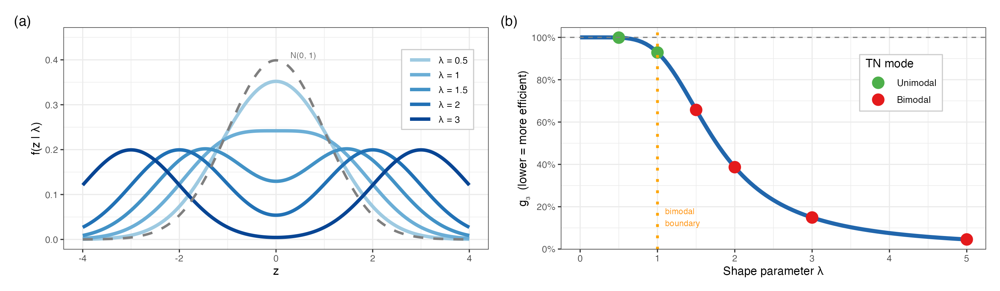 (a)
N(0, 1)
λ = 0.5
λ = 1
λ = 1.5
λ = 2
λ = 3
0.4
0.3
0.2
0.1
0.0
f(z | λ)
-4
-2
0
2
4
z
(b)
100%
80%
60%
40%
20%
0%
g₃ (lower = more efficient)
TN mode
Unimodal
Bimodal
bimodal
boundary
0
1
2
3
4
5
Shape parameter λ